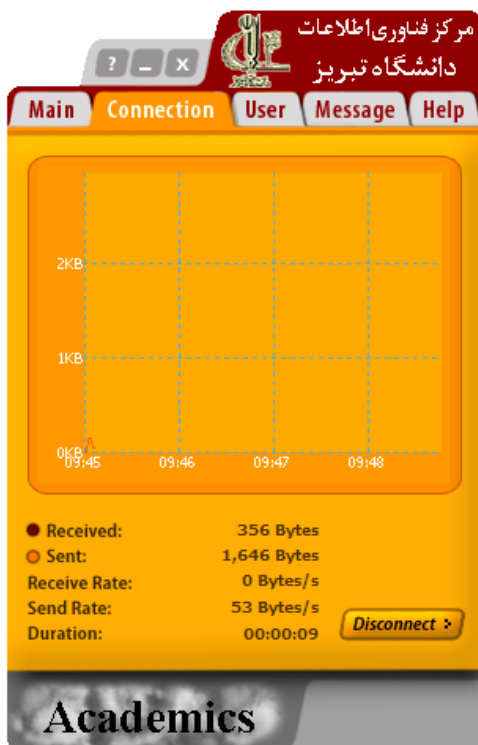 مرکز فناوری اطلاعات
دانشگاه تبریز
? _ X
Main Connection User Message Help
2KB
1KB
0KB
09:45 09:46 09:47 09:48
Received: 356 Bytes
Sent: 1,646 Bytes
Receive Rate: 0 Bytes/s
Send Rate: 53 Bytes/s
Duration: 00:00:09
Disconnect
Academics